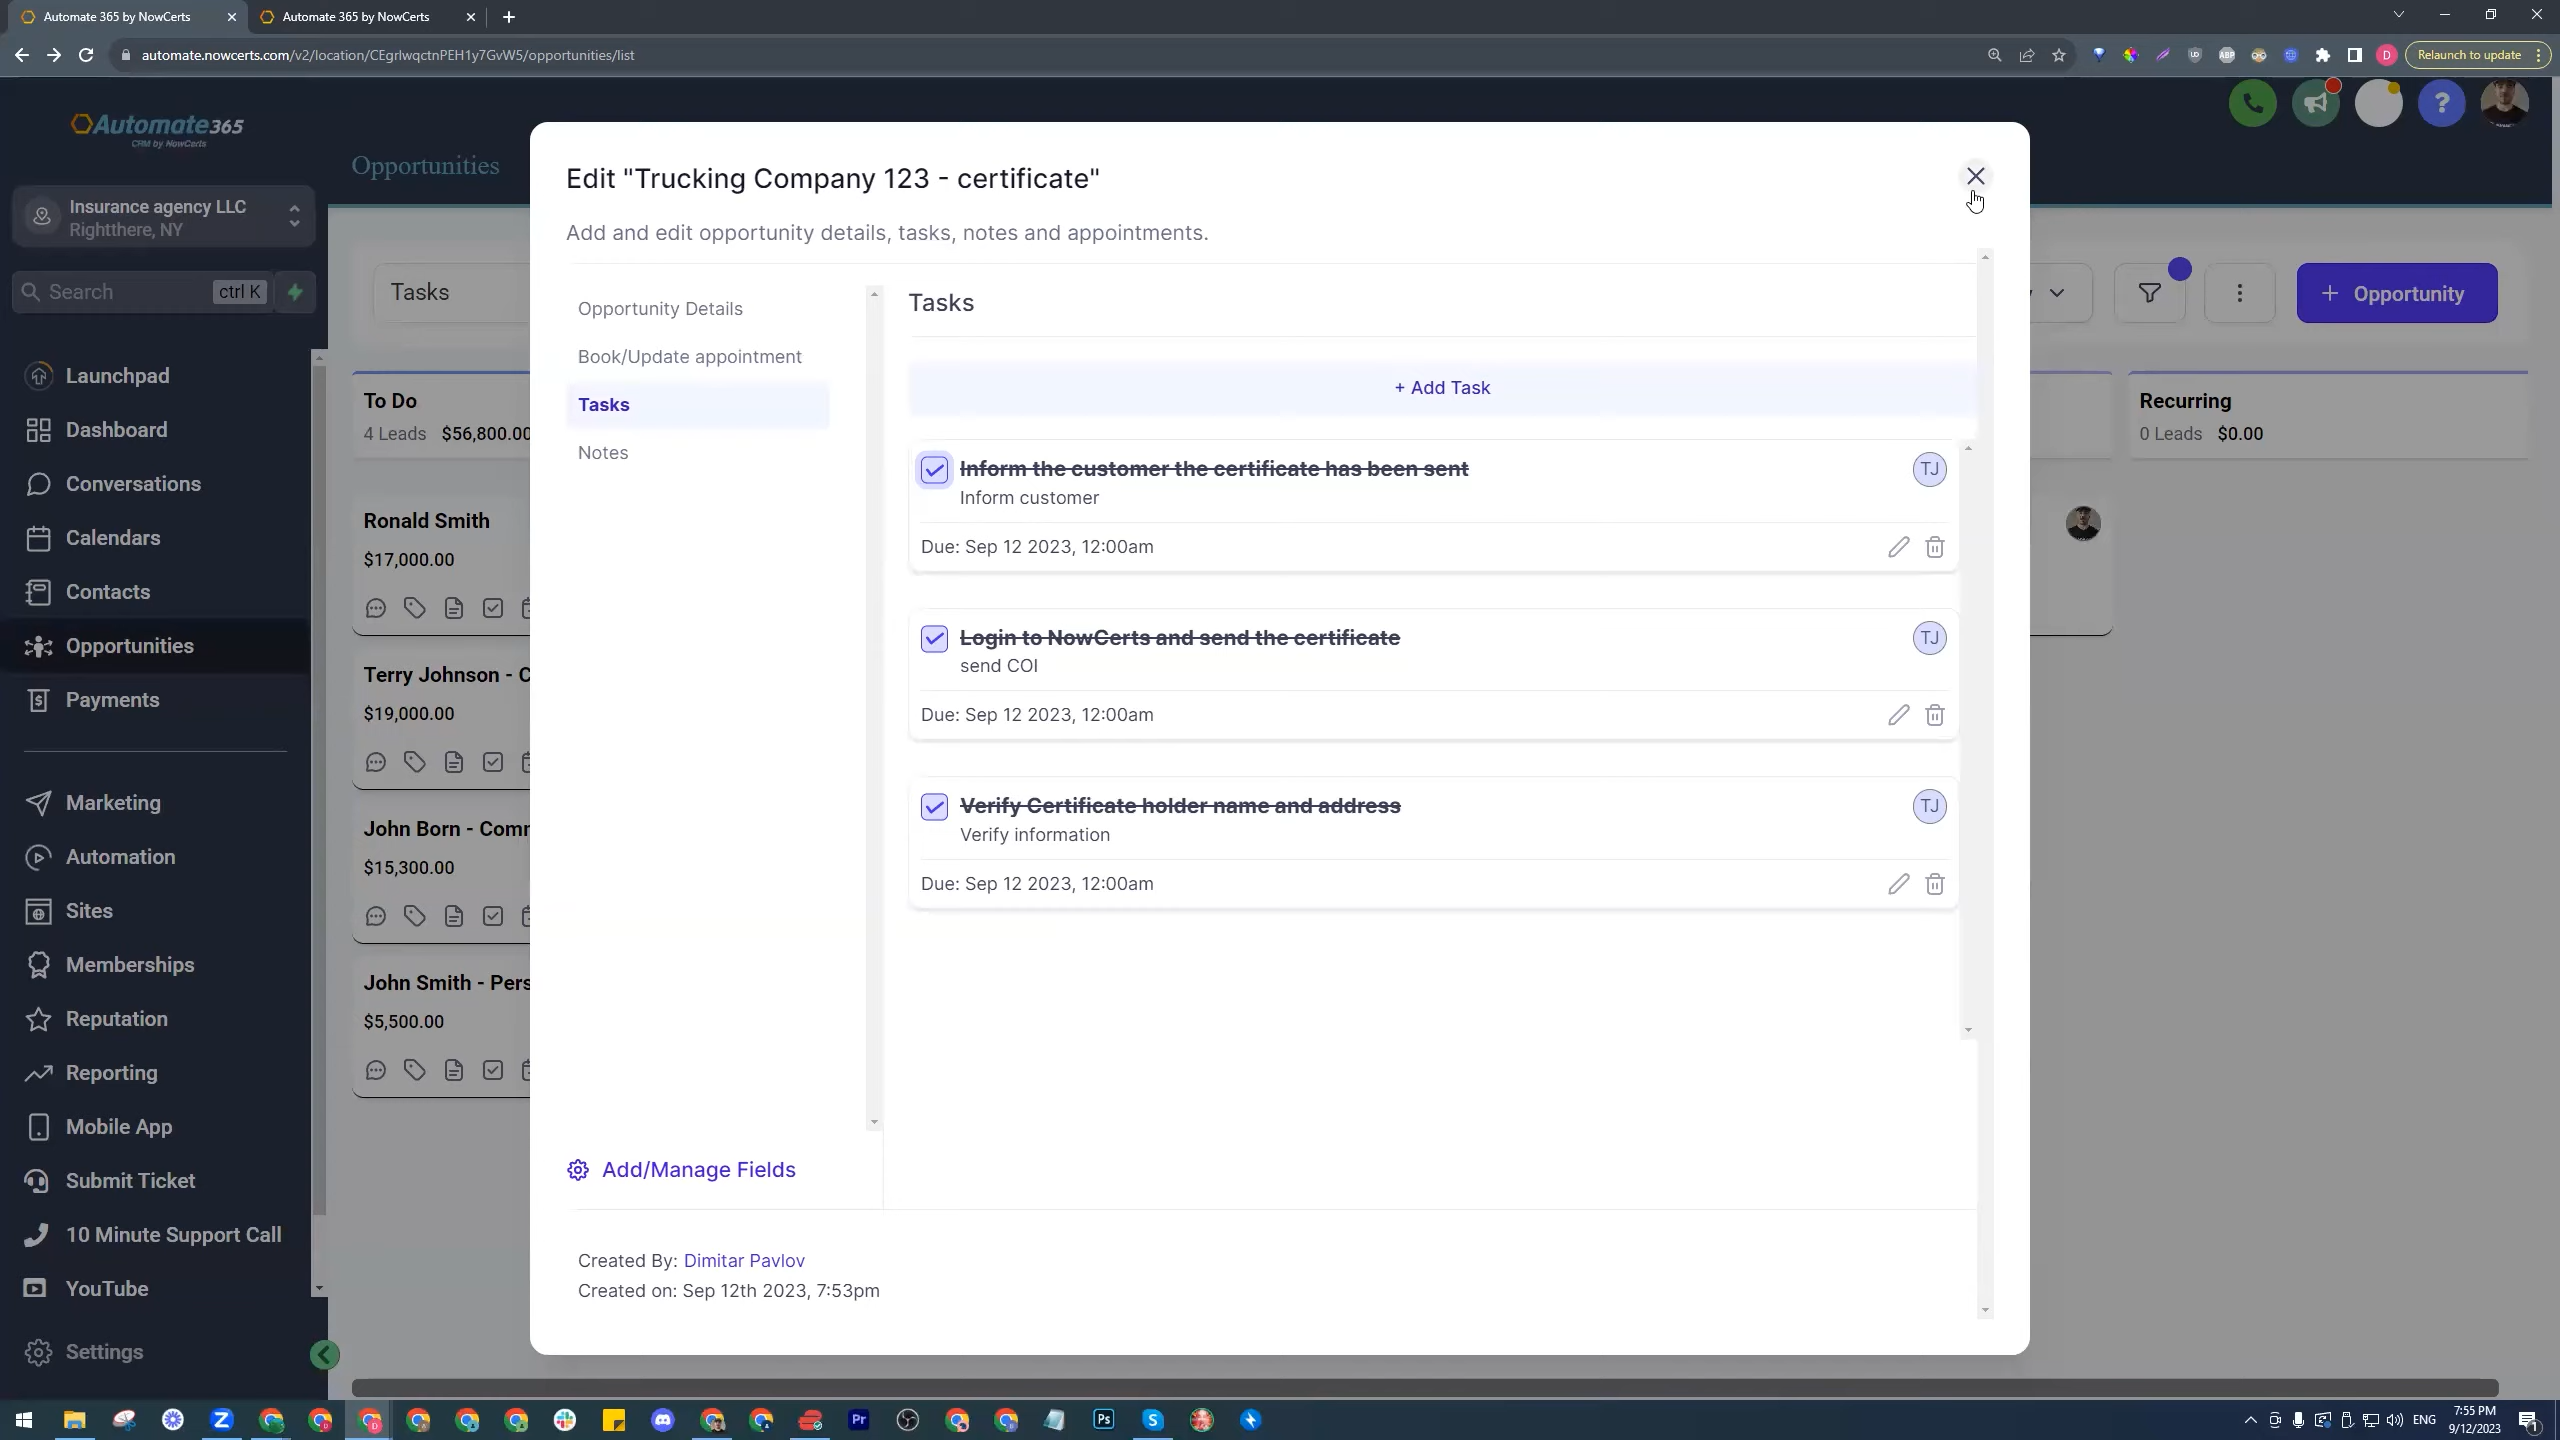 Automate 365 by NowCerts
Automate 365 by NowCerts
automate.nowcerts.com/v2/location/CEgrlwqctnPEH1y7GvW5/opportunities/list
Relaunch to update
Automate365
CRM by NowCerts
Opportunities
Insurance agency LLC
Rightthere, NY
Search
ctrl K
Launchpad
Dashboard
Conversations
Calendars
Contacts
Opportunities
Payments
Marketing
Automation
Sites
Memberships
Reputation
Reporting
Mobile App
Submit Ticket
10 Minute Support Call
YouTube
Settings
Tasks
+ Opportunity
To Do
4 Leads $56,800.00
Ronald Smith
$17,000.00
Terry Johnson - C
$19,000.00
John Born - Comm
$15,300.00
John Smith - Pers
$5,500.00
Recurring
0 Leads $0.00
Edit "Trucking Company 123 - certificate"
Add and edit opportunity details, tasks, notes and appointments.
Opportunity Details
Book/Update appointment
Tasks
Notes
Add/Manage Fields
Tasks
+ Add Task
Inform the customer the certificate has been sent
TJ
Inform customer
Due: Sep 12 2023, 12:00am
Login to NowCerts and send the certificate
TJ
send COI
Due: Sep 12 2023, 12:00am
Verify Certificate holder name and address
TJ
Verify information
Due: Sep 12 2023, 12:00am
Created By: Dimitar Pavlov
Created on: Sep 12th 2023, 7:53pm
ENG
7:55 PM
9/12/2023